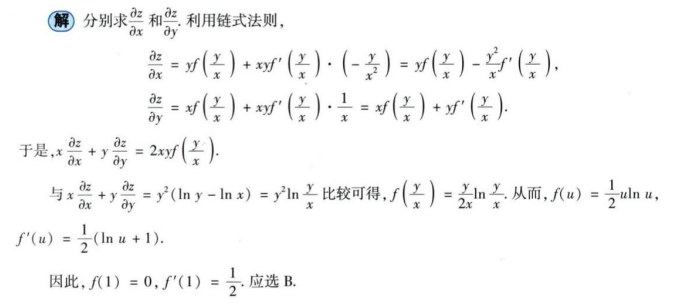 解 分别求∂z/∂x 和 ∂z/∂y. 利用链式法则,
∂z/∂x = yf(y/x) + xyf′(y/x)·(−y/x²) = yf(y/x) − y²/x f′(y/x),
∂z/∂y = xf(y/x) + xyf′(y/x)·1/x = xf(y/x) + yf′(y/x).
于是,x ∂z/∂x + y ∂z/∂y = 2xyf(y/x).
与 x ∂z/∂x + y ∂z/∂y = y²(ln y − ln x) = y²ln y/x 比较可得,f(y/x) = y/2x ln y/x. 从而,f(u) = 1/2 uln u,
f′(u) = 1/2 (ln u + 1).
因此,f(1) = 0,f′(1) = 1/2. 应选 B.